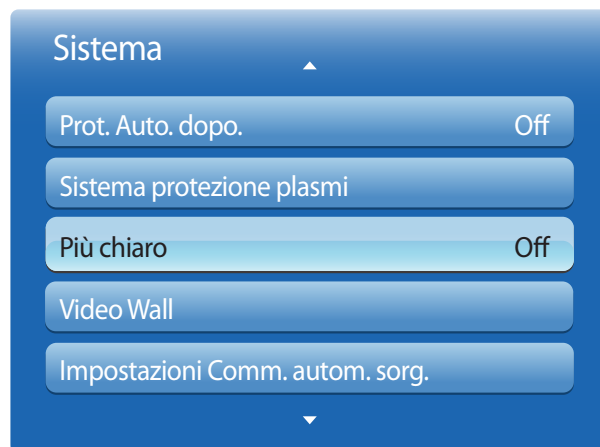 Sistema
Prot. Auto. dopo. Off
Sistema protezione plasmi
Più chiaro Off
Video Wall
Impostazioni Comm. autom. sorg.